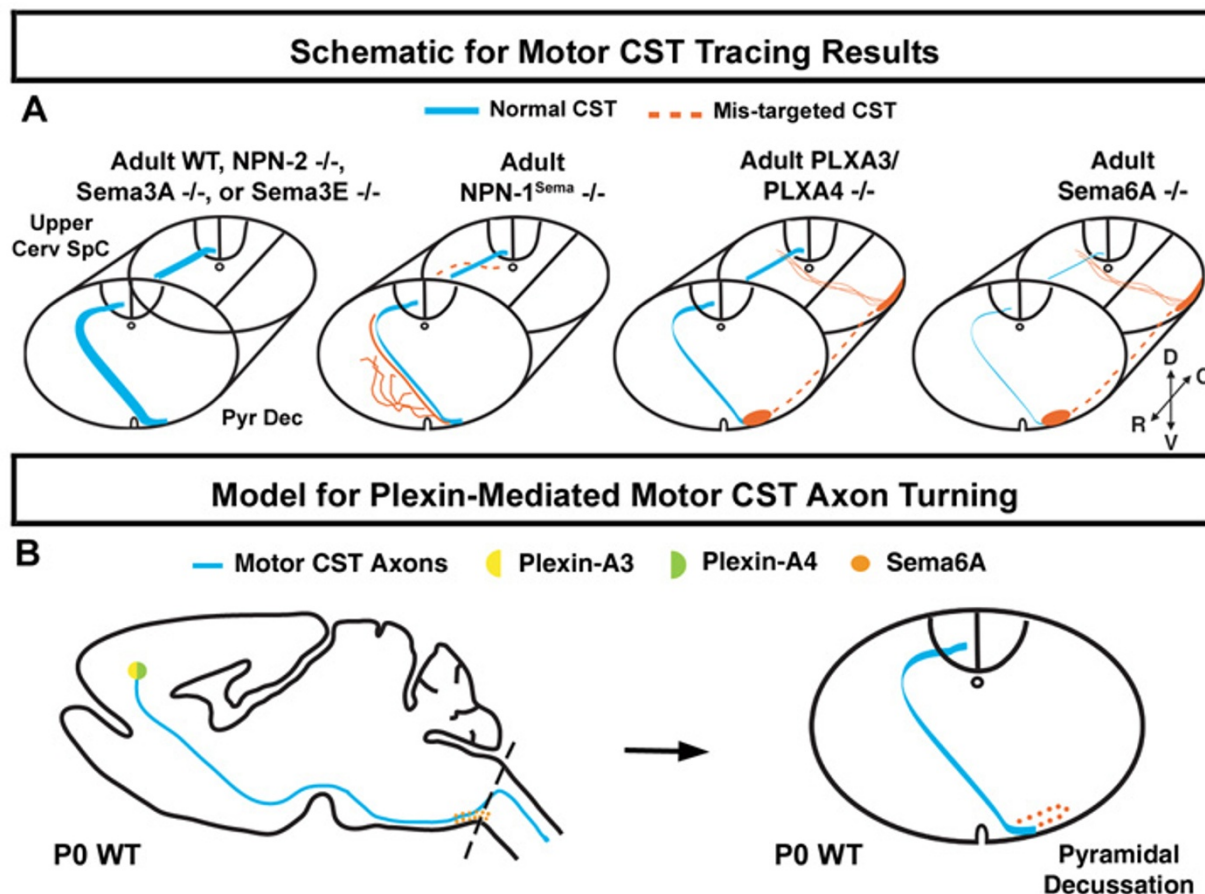 Schematic for Motor CST Tracing Results
A
Normal CST
Mis-targeted CST
Adult WT, NPN-2 -/-,
Sema3A -/-, or Sema3E -/-
Adult
NPN-1Sema -/-
Adult PLXA3/
PLXA4 -/-
Adult
Sema6A -/-
Upper
Cerv SpC
Pyr Dec
D
C
R
V
Model for Plexin-Mediated Motor CST Axon Turning
B
Motor CST Axons
Plexin-A3
Plexin-A4
Sema6A
P0 WT
P0 WT
Pyramidal
Decussation